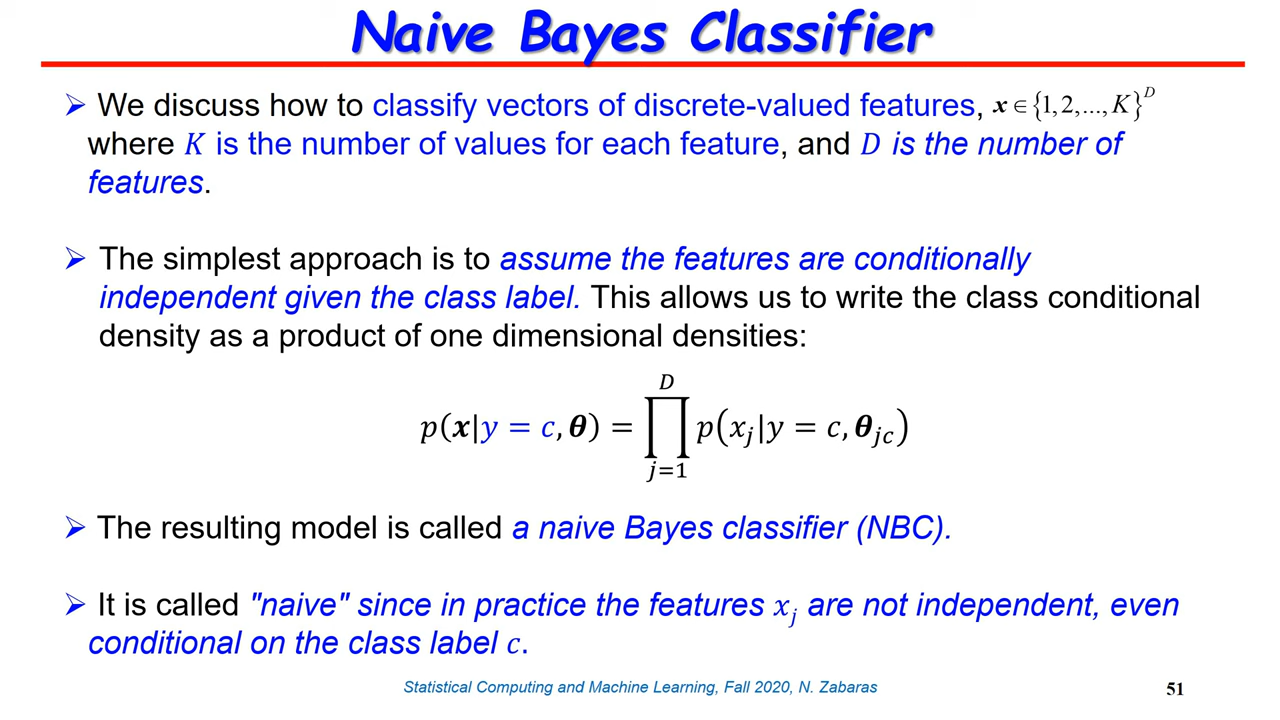 Naive Bayes Classifier
➢ We discuss how to classify vectors of discrete-valued features, 𝒙 ∈ {1, 2, ..., K}^D
where 𝐾 is the number of values for each feature, and 𝐷 is the number of
features.
➢ The simplest approach is to assume the features are conditionally
independent given the class label. This allows us to write the class conditional
density as a product of one dimensional densities:
𝑝(𝒙|𝑦 = 𝑐, 𝜽) = ∏_{𝑗=1}^{𝐷} 𝑝(𝑥_𝑗|𝑦 = 𝑐, 𝜽_{𝑗𝑐})
➢ The resulting model is called a naive Bayes classifier (NBC).
➢ It is called "naive" since in practice the features 𝑥_𝑗 are not independent, even
conditional on the class label 𝑐.
Statistical Computing and Machine Learning, Fall 2020, N. Zabaras
51